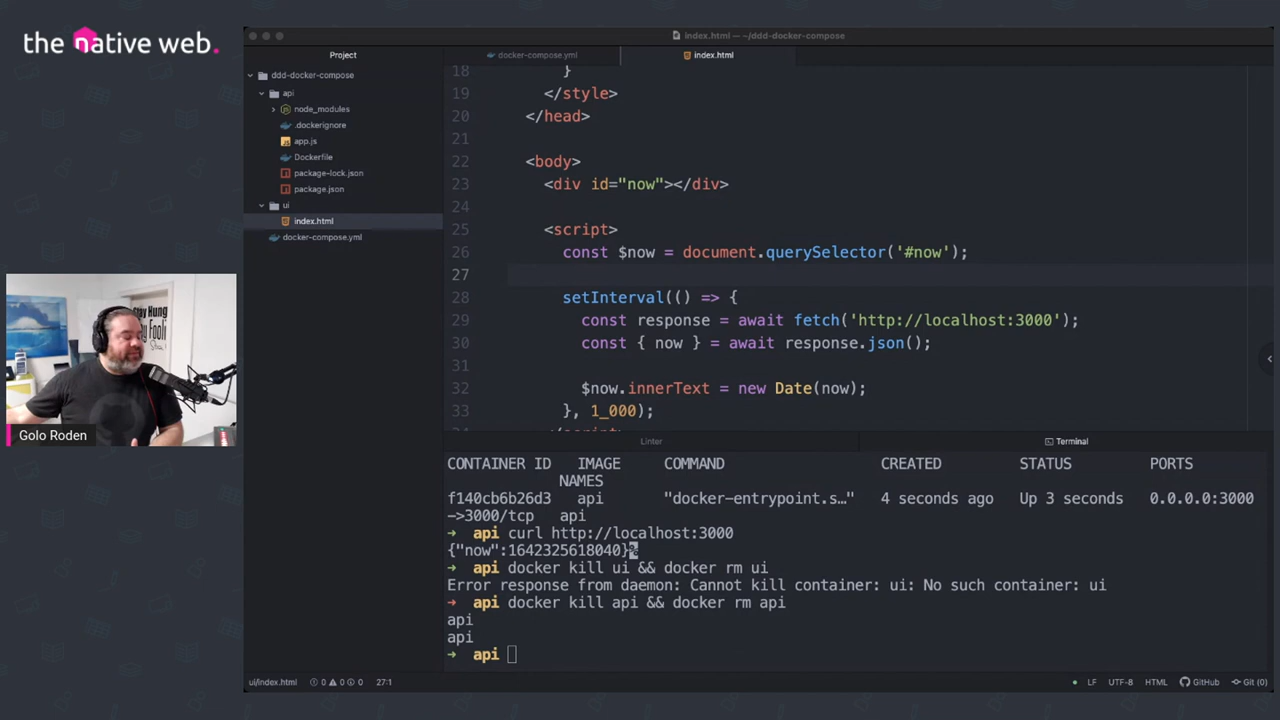 the native web.
index.html — ~/ddd-docker-compose
Project
docker-compose.yml
index.html
ddd-docker-compose
api
node_modules
.dockerignore
app.js
Dockerfile
package-lock.json
package.json
ui
index.html
docker-compose.yml
18 }
19 </style>
20 </head>
21
22 <body>
23 <div id="now"></div>
24
25 <script>
26 const $now = document.querySelector('#now');
27
28 setInterval(() => {
29 const response = await fetch('http://localhost:3000');
30 const { now } = await response.json();
31
32 $now.innerText = new Date(now);
33 }, 1_000);
Golo Roden
Linter
Terminal
CONTAINER ID IMAGE COMMAND CREATED STATUS PORTS
NAMES
f140cb6b26d3 api "docker-entrypoint.s…" 4 seconds ago Up 3 seconds 0.0.0.0:3000
->3000/tcp api
→ api curl http://localhost:3000
{"now":1642325618040}%
→ api docker kill ui && docker rm ui
Error response from daemon: Cannot kill container: ui: No such container: ui
→ api docker kill api && docker rm api
api
api
→ api
ui/index.html 0 0 0 27:1
LF UTF-8 HTML GitHub Git (0)